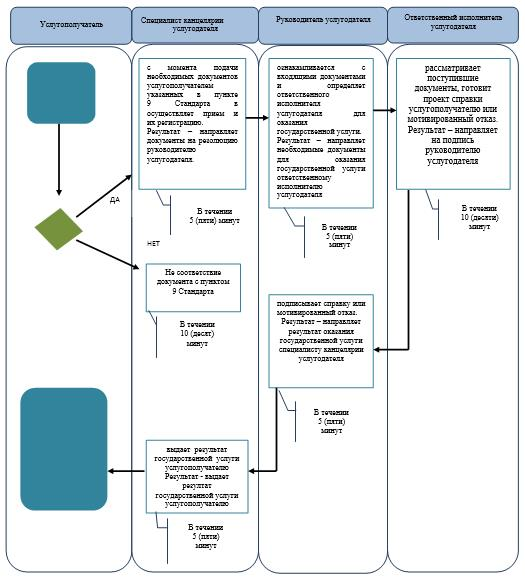 Услугополучатель
Специалист канцелярии
услугодателя
Руководитель услугодателя
Ответственный исполнитель
услугодателя
с момента подачи
необходимых документов
услугополучателем
указанных в пункте
9 Стандарта в
осуществляет прием и
их регистрацию.
Результат – направляет
документы на резолюцию
руководителю
услугодателя.
ознакамливается с
входящими документами
и определяет
ответственного
исполнителя
услугодателя для
оказания
государственной услуги.
Результат – направляет
необходимые документы
для оказания
государственной услуги
ответственному
исполнителю
услугодателя
рассматривает
поступившие
документы, готовит
проект справки
услугополучателю или
мотивированный отказ.
Результат – направляет
на подпись
руководителю
услугодателя
ДА
В течении
5 (пяти) минут
В течении
5 (пяти)
минут
В течении
10 (десяти)
минут
НЕТ
Не соответствие
документа с пунктом
9 Стандарта
В течении
10 (десят)
минут
подписывает справку или
мотивированный отказ.
Результат – направляет
результат оказания
государственной услуги
специалисту канцелярии
услугодателя
В течении
5 (пяти)
минут
выдает результат
государственной услуги
услугополучателю
Результат - выдает
резултат
государственной услуги
услугополучателю
В течении
5 (пяти)
минут